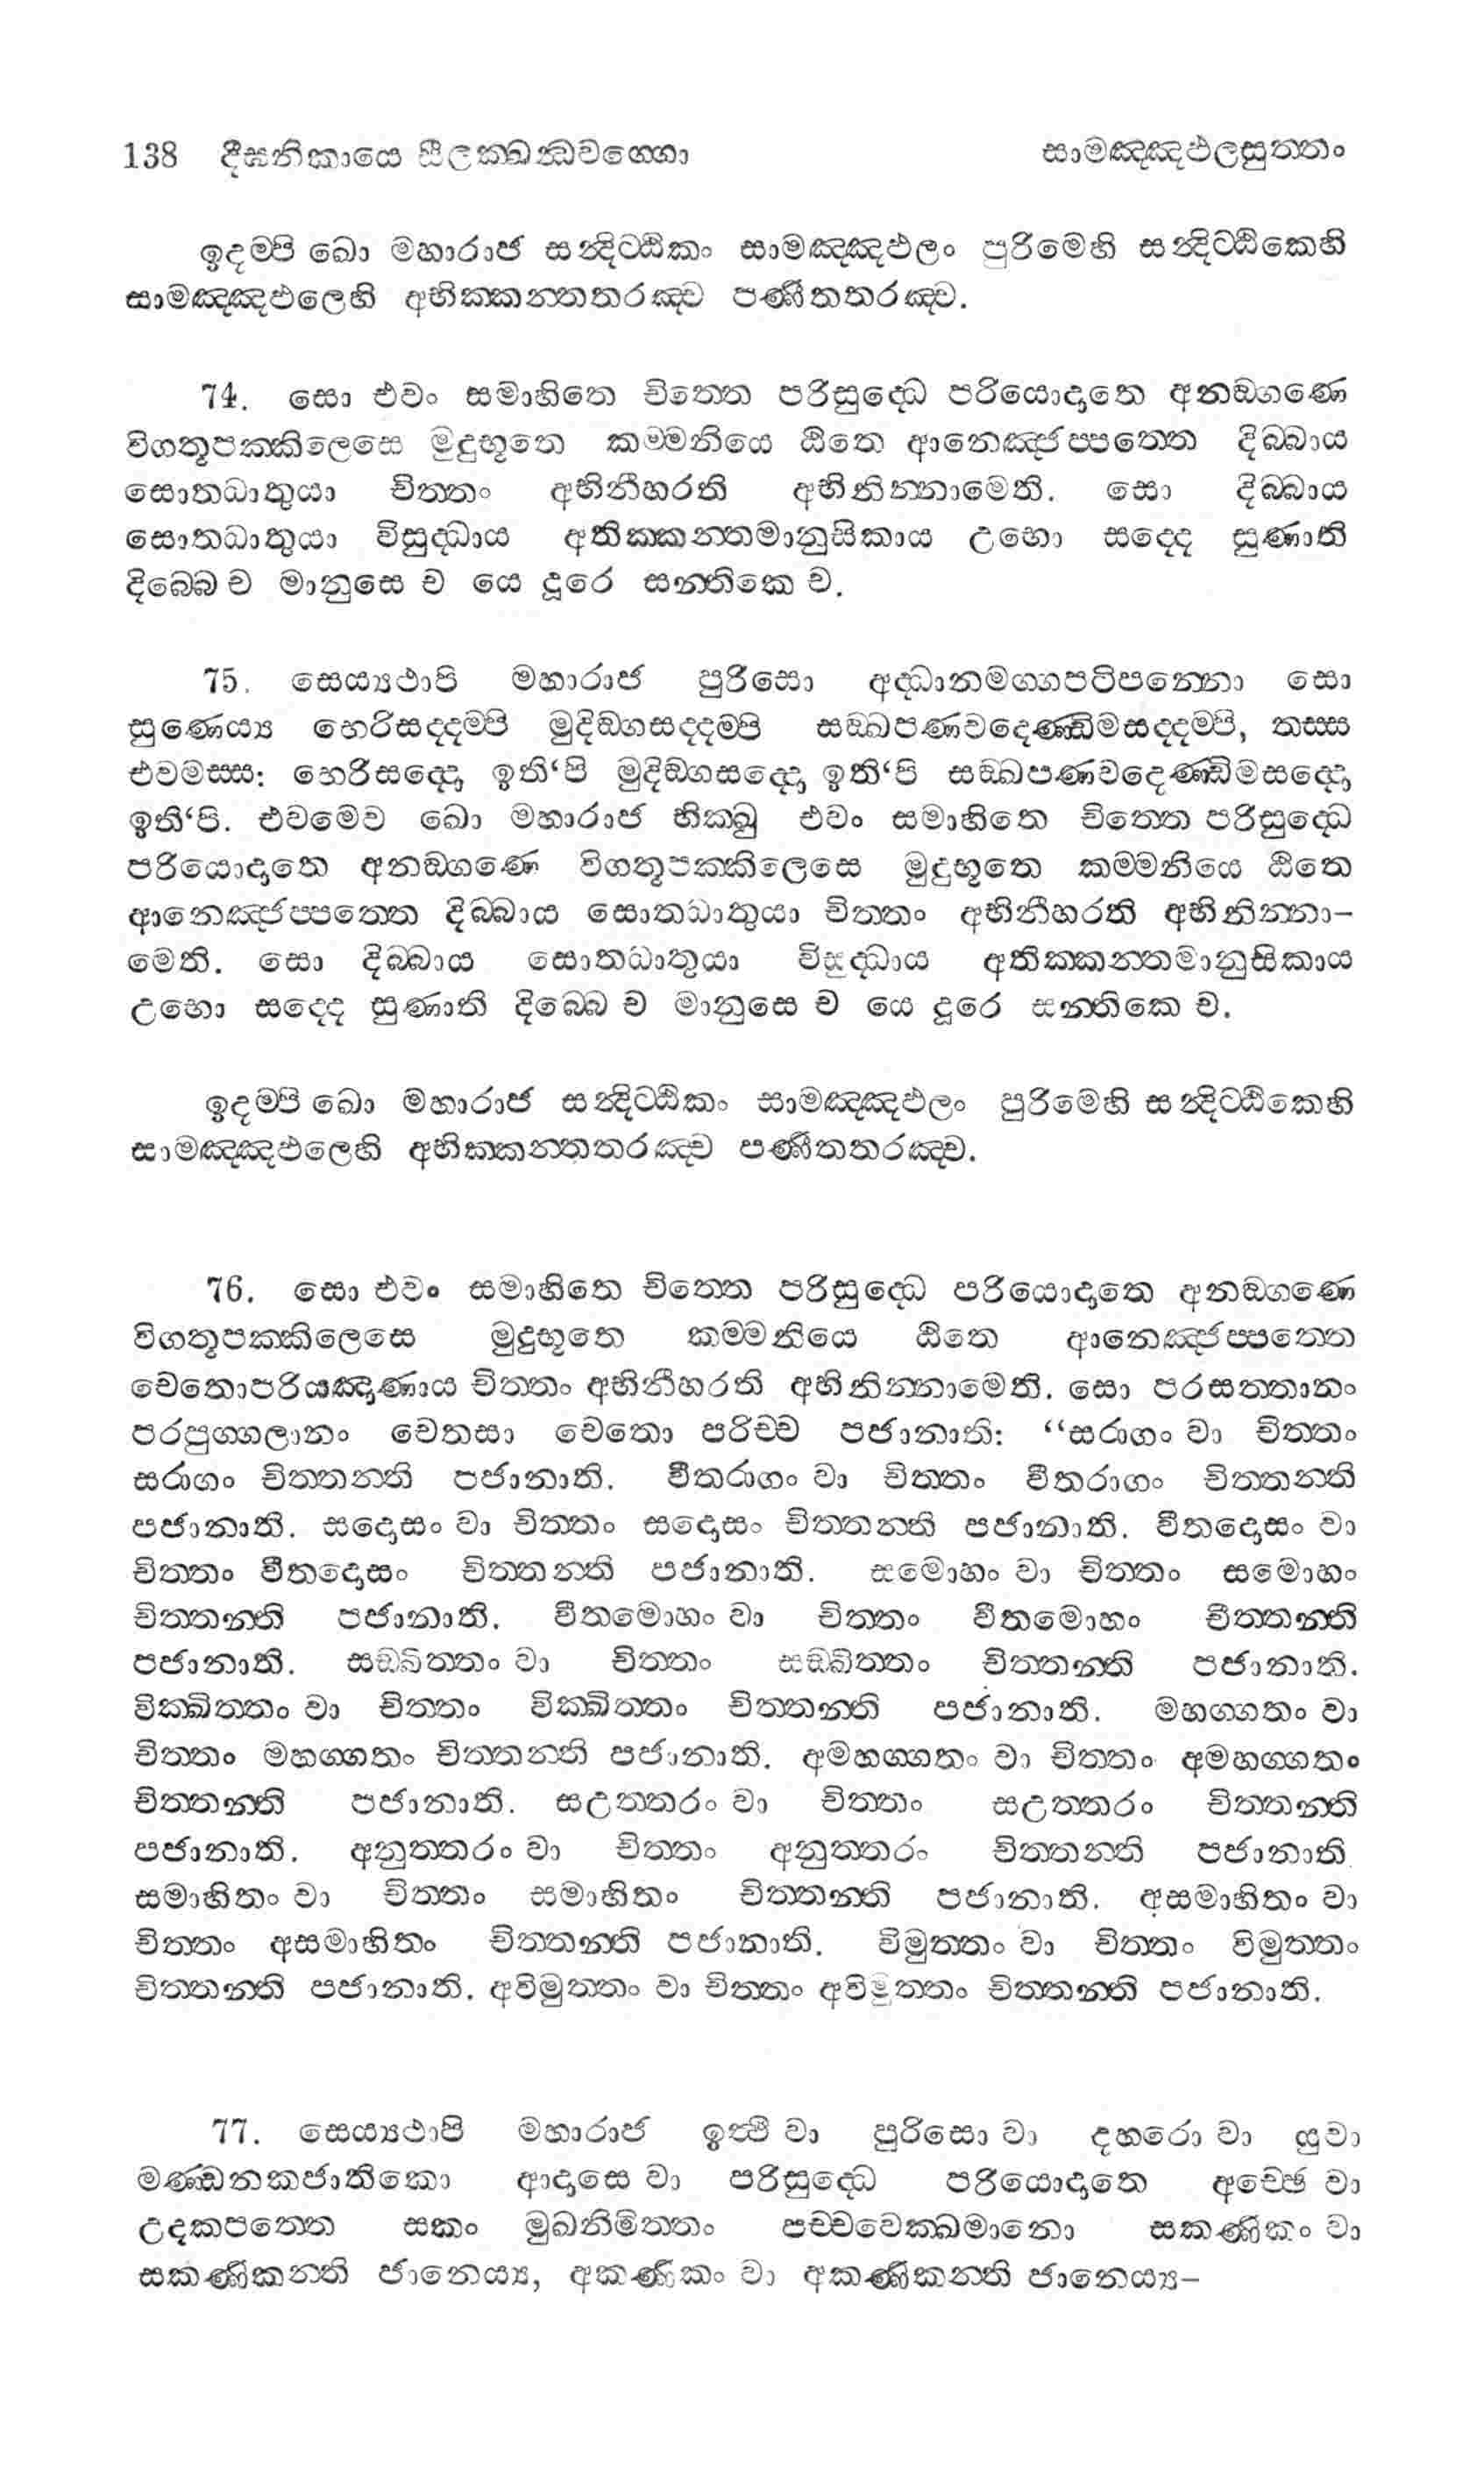 138 දීඝනිකායෙ සීලක්ඛන්ධවග්ගො සාමඤ්ඤඵලසුත්තං
ඉදම්පි ඛො මහාරාජ සන්දිට්ඨිකං සාමඤ්ඤඵලං පුරිමෙහි සන්දිට්ඨිකෙහි
සාමඤ්ඤඵලෙහි අභික්කන්තතරඤ්ච පණීතතරඤ්ච.
74. සො එවං සමාහිතෙ චිත්තෙ පරිසුද්ධෙ පරියොදාතෙ අනඞ්ගණෙ
විගතූපක්කිලෙසෙ මුදුභූතෙ කම්මනියෙ ඨිතෙ ආනෙඤ්ජප්පත්තෙ දිබ්බාය
සොතධාතුයා චිත්තං අභිනීහරති අභිනින්නාමෙති. සො දිබ්බාය
සොතධාතුයා විසුද්ධාය අතික්කන්තමානුසිකාය උභො සද්දෙ සුණාති
දිබ්බෙ ච මානුසෙ ච යෙ දූරෙ සන්තිකෙ ච.
75. සෙය්‍යථාපි මහාරාජ පුරිසො අද්ධානමග්ගපටිපන්නො සො
සුණෙය්‍ය භෙරිසද්දම්පි මුදිඞ්ගසද්දම්පි සඞ්ඛපණවදෙණ්ඩිමසද්දම්පි, තස්ස
එවමස්ස: භෙරිසද්දො ඉති‘පි මුදිඞ්ගසද්දො ඉති‘පි සඞ්ඛපණවදෙණ්ඩිමසද්දො
ඉති‘පි. එවමෙව ඛො මහාරාජ භික්ඛු එවං සමාහිතෙ චිත්තෙ පරිසුද්ධෙ
පරියොදාතෙ අනඞ්ගණෙ විගතූපක්කිලෙසෙ මුදුභූතෙ කම්මනියෙ ඨිතෙ
ආනෙඤ්ජප්පත්තෙ දිබ්බාය සොතධාතුයා චිත්තං අභිනීහරති අභිනින්නා-
මෙති. සො දිබ්බාය සොතධාතුයා විසුද්ධාය අතික්කන්තමානුසිකාය
උභො සද්දෙ සුණාති දිබ්බෙ ච මානුසෙ ච යෙ දූරෙ සන්තිකෙ ච.
ඉදම්පි ඛො මහාරාජ සන්දිට්ඨිකං සාමඤ්ඤඵලං පුරිමෙහි සන්දිට්ඨිකෙහි
සාමඤ්ඤඵලෙහි අභික්කන්තතරඤ්ච පණීතතරඤ්ච.
76. සො එවං සමාහිතෙ චිත්තෙ පරිසුද්ධෙ පරියොදාතෙ අනඞ්ගණෙ
විගතූපක්කිලෙසෙ මුදුභූතෙ කම්මනියෙ ඨිතෙ ආනෙඤ්ජප්පත්තෙ
චෙතොපරියඤාණාය චිත්තං අභිනීහරති අභිනින්නාමෙති. සො පරසත්තානං
පරපුග්ගලානං චෙතසා චෙතො පරිච්ච පජානාති: “සරාගං වා චිත්තං
සරාගං චිත්තන්ති පජානාති. වීතරාගං වා චිත්තං වීතරාගං චිත්තන්ති
පජානාති. සදොසං වා චිත්තං සදොසං චිත්තන්ති පජානාති. වීතදොසං වා
චිත්තං වීතදොසං චිත්තන්ති පජානාති. සමොහං වා චිත්තං සමොහං
චිත්තන්ති පජානාති. වීතමොහං වා චිත්තං වීතමොහං චීත්තන්ති
පජානාති. සඞ්ඛිත්තං වා චිත්තං සඞ්ඛිත්තං චිත්තන්ති පජානාති.
වික්ඛිත්තං වා චිත්තං වික්ඛිත්තං චිත්තන්ති පජානාති. මහග්ගතං වා
චිත්තං මහග්ගතං චිත්තන්ති පජානාති. අමහග්ගතං වා චිත්තං අමහග්ගතං
චිත්තන්ති පජානාති. සඋත්තරං වා චිත්තං සඋත්තරං චිත්තන්ති
පජානාති. අනුත්තරං වා චිත්තං අනුත්තරං චිත්තන්ති පජානාති.
සමාහිතං වා චිත්තං සමාහිතං චිත්තන්ති පජානාති. අසමාහිතං වා
චිත්තං අසමාහිතං චිත්තන්ති පජානාති. විමුත්තං වා චිත්තං විමුත්තං
චිත්තන්ති පජානාති. අවිමුත්තං වා චිත්තං අවිමුත්තං චිත්තන්ති පජානාති.
77. සෙය්‍යථාපි මහාරාජ ඉත්ථි වා පුරිසො වා දහරො වා යුවා
මණ්ඩනකජාතිකො ආදාසෙ වා පරිසුද්ධෙ පරියොදාතෙ අච්ඡෙ වා
උදකපත්තෙ සකං මුඛනිමිත්තං පච්චවෙක්ඛමානො සකණිකං වා
සකණිකන්ති ජානෙය්‍ය, අකණිකං වා අකණිකන්ති ජානෙය්‍ය-